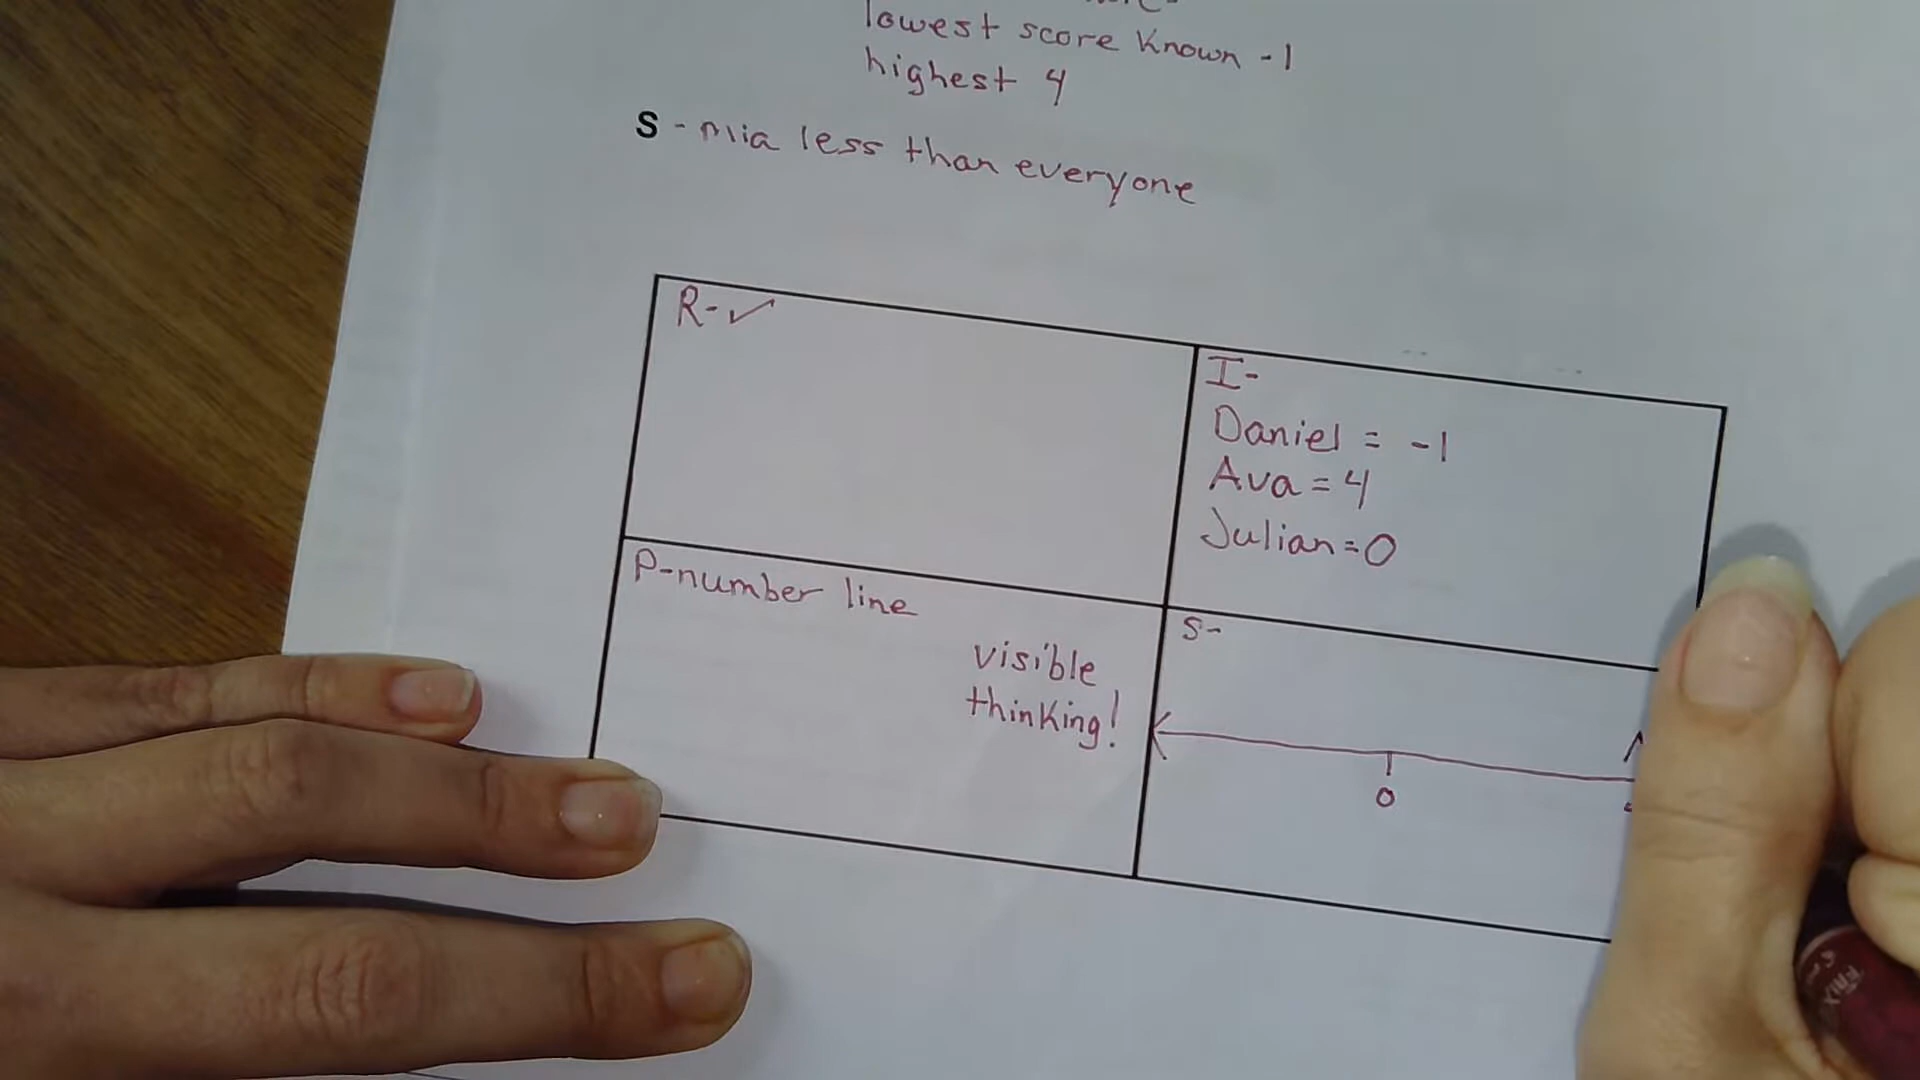 lowest score known -1
highest 4
S - mia less than everyone
R-✓
I-
Daniel = -1
Ava = 4
Julian=0
P-number line
visible
thinking!
S-
0